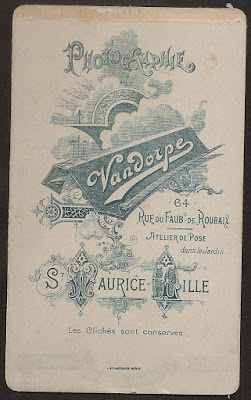 PHOTOGRAPHIE
Vandorpe
64
RUE DU FAUB. DE ROUBAIX
ATELIER DE POSE
dans le Jardin
ST MAURICE-LILLE
Les Clichés sont conservés